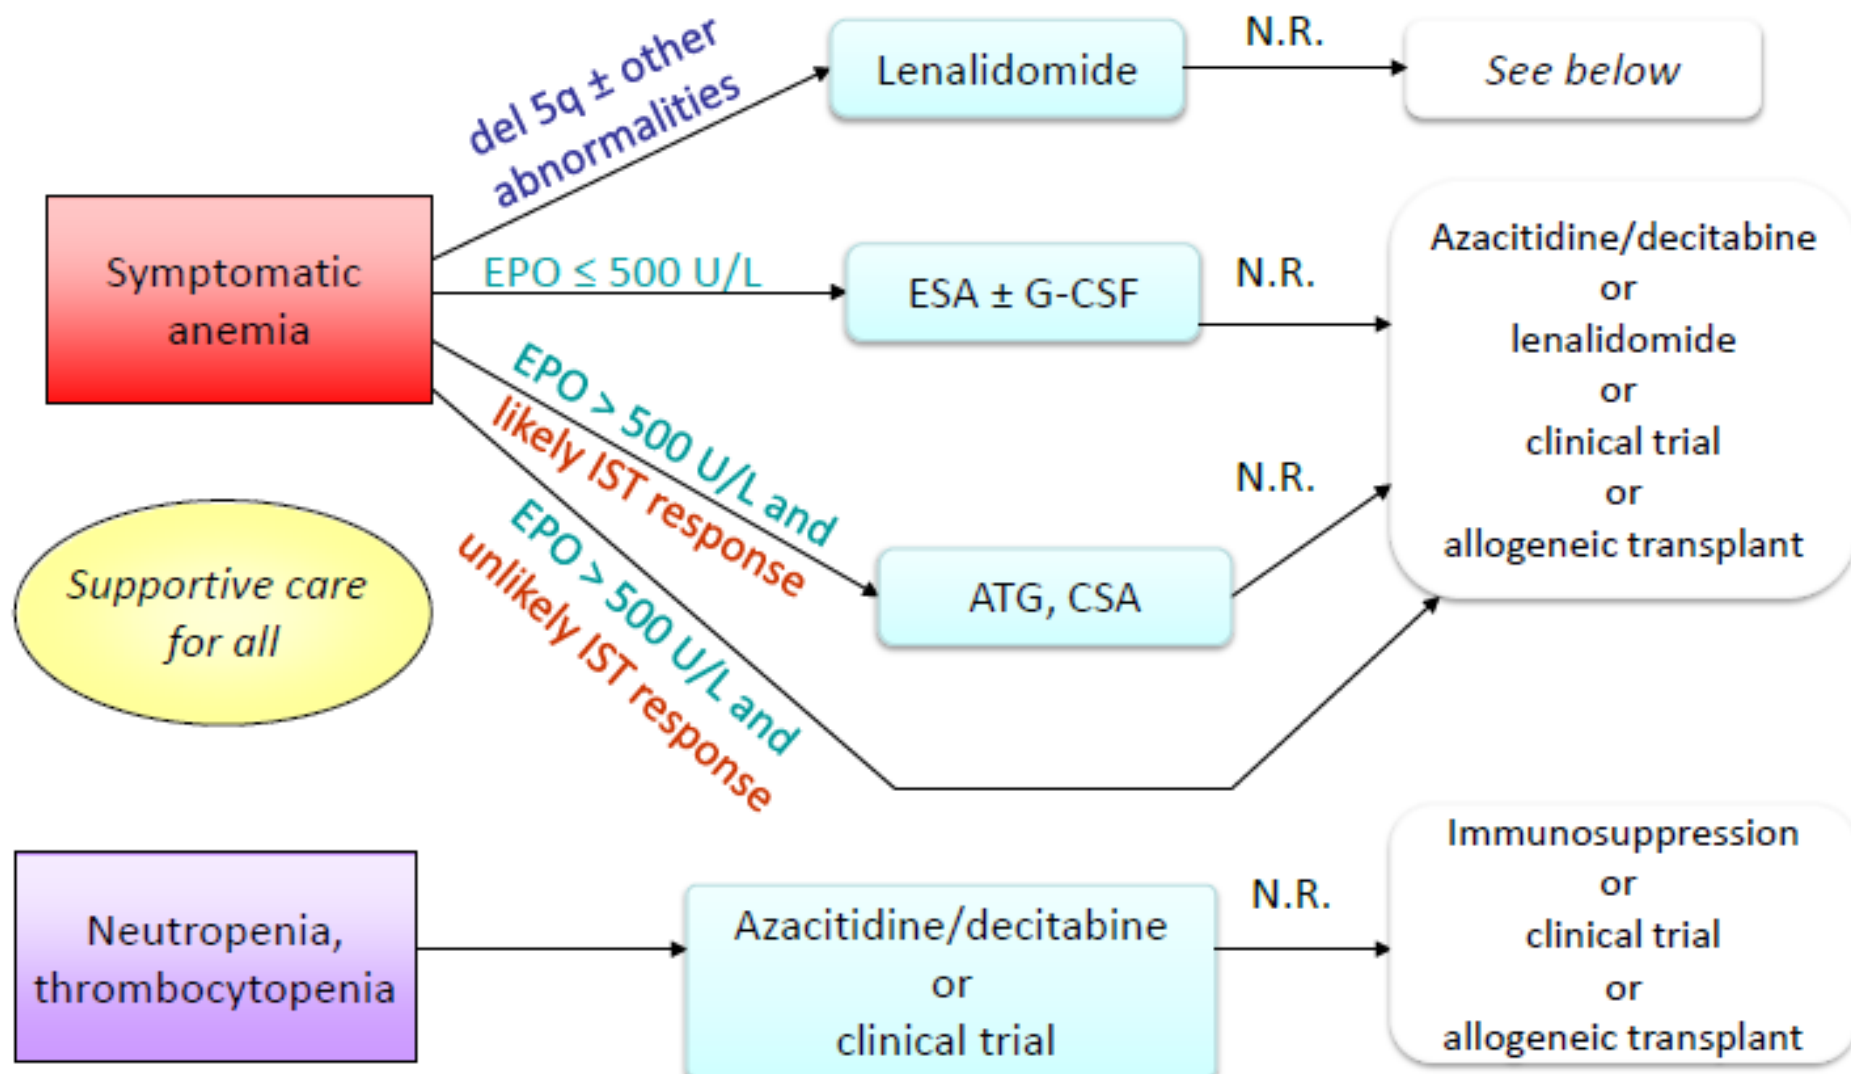 del 5q ± other
abnormalities
Lenalidomide
N.R.
See below
Symptomatic
anemia
EPO ≤ 500 U/L
ESA ± G-CSF
N.R.
Azacitidine/decitabine
or
lenalidomide
or
clinical trial
or
allogeneic transplant
EPO > 500 U/L and
likely IST response
ATG, CSA
N.R.
EPO > 500 U/L and
unlikely IST response
Supportive care
for all
Neutropenia,
thrombocytopenia
Azacitidine/decitabine
or
clinical trial
N.R.
Immunosuppression
or
clinical trial
or
allogeneic transplant